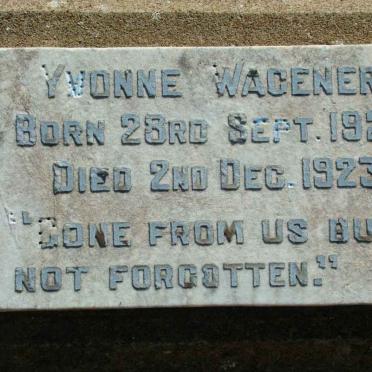 YVONNE WAGENER
BORN 23RD SEPT. 192
DIED 2ND DEC. 1923
"GONE FROM US BU
NOT FORGOTTEN."